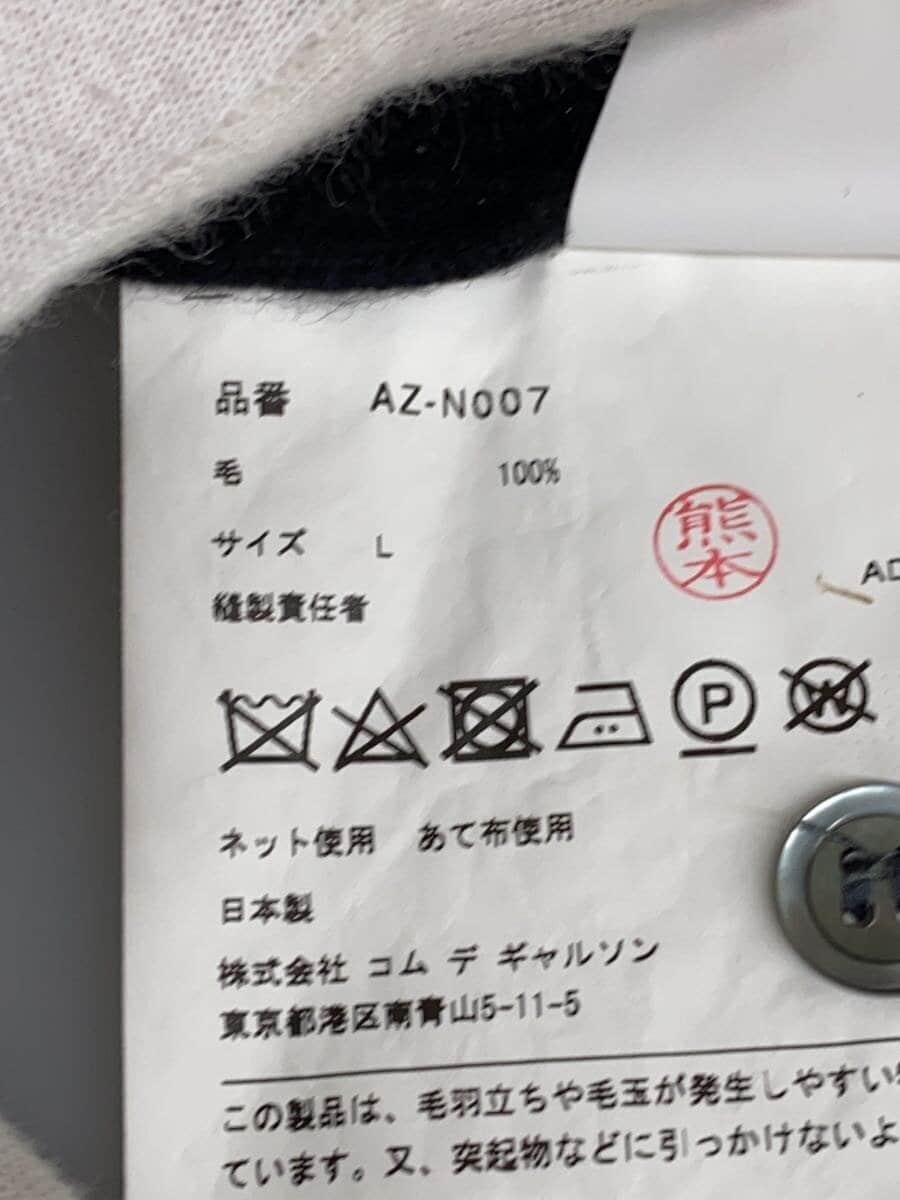 品番 AZ-N007
毛 100%
サイズ L
縫製責任者
熊本
AD
P
W
ネット使用 あて布使用
日本製
株式会社 コム デ ギャルソン
東京都港区南青山5-11-5
この製品は、毛羽立ちや毛玉が発生しやすい
ています。又、突起物などに引っかけないよ